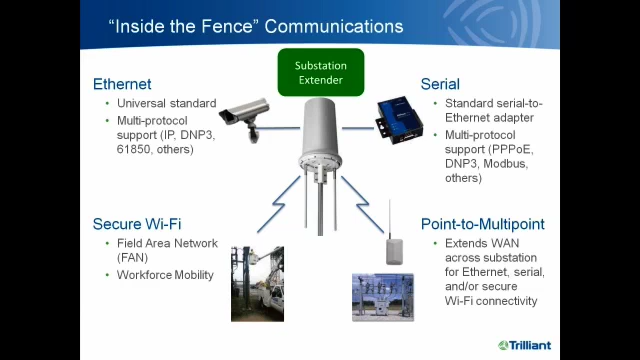 “Inside the Fence” Communications
Substation
Extender
Ethernet
• Universal standard
• Multi-protocol
support (IP, DNP3,
61850, others)
Serial
• Standard serial-to-
Ethernet adapter
• Multi-protocol
support (PPPoE,
DNP3, Modbus,
others)
Secure Wi-Fi
• Field Area Network
(FAN)
• Workforce Mobility
Point-to-Multipoint
• Extends WAN
across substation
for Ethernet, serial,
and/or secure
Wi-Fi connectivity
Trilliant